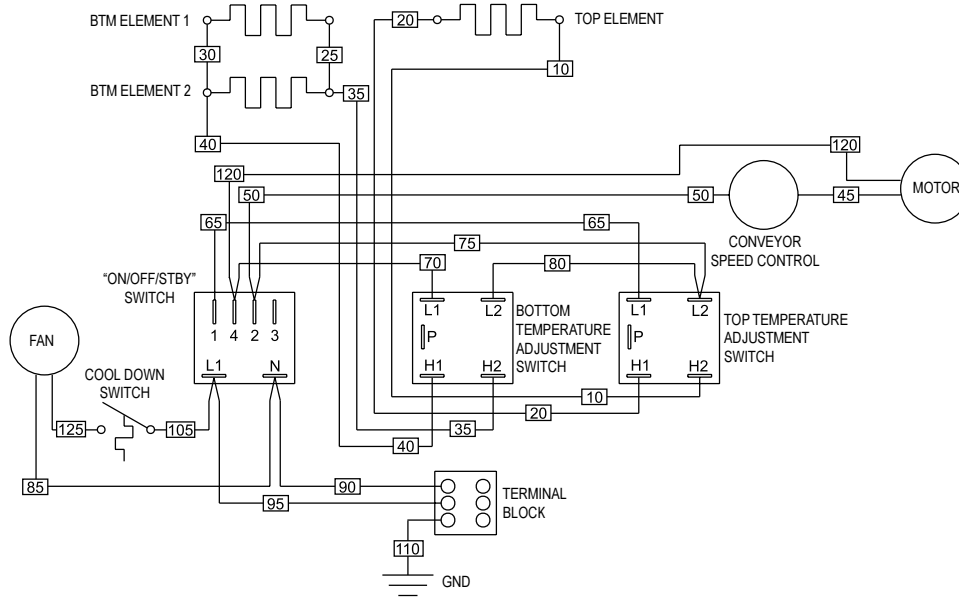 BTM ELEMENT 1
20
TOP ELEMENT
30
25
10
BTM ELEMENT 2
35
40
120
120
50
50
45
MOTOR
65
65
75
CONVEYOR
SPEED CONTROL
70
80
"ON/OFF/STBY"
SWITCH
1 4 2 3
L1 N
L1 L2
P
H1 H2
BOTTOM
TEMPERATURE
ADJUSTMENT
SWITCH
L1 L2
P
H1 H2
TOP TEMPERATURE
ADJUSTMENT
SWITCH
FAN
COOL DOWN
SWITCH
125
105
10
20
35
40
85
90
95
TERMINAL
BLOCK
110
GND